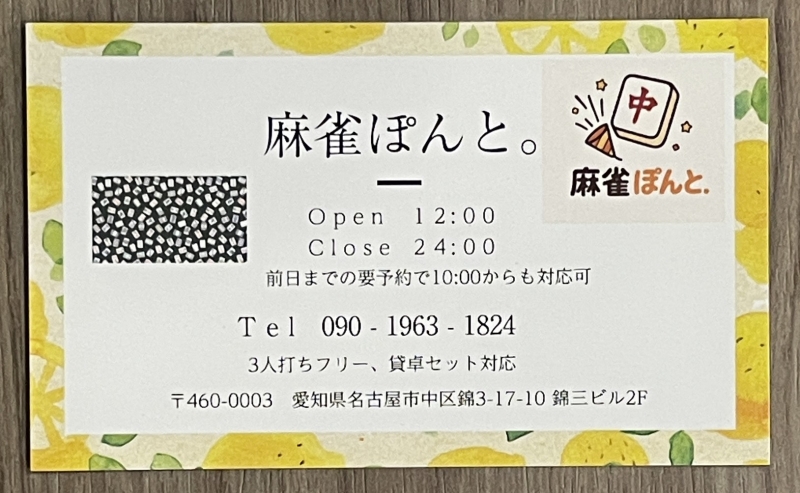 麻雀ぽんと。
中
麻雀ぽんと.
Open 12:00
Close 24:00
前日までの要予約で10:00からも対応可
Tel 090-1963-1824
3人打ちフリー、貸卓セット対応
〒460-0003 愛知県名古屋市中区錦3-17-10 錦三ビル2F